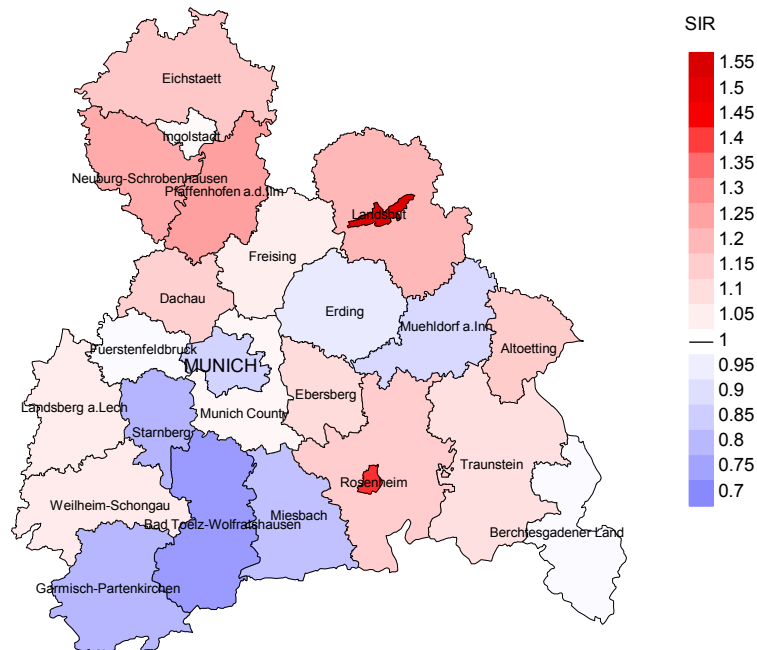 SIR
1.55
1.5
1.45
1.4
1.35
1.3
1.25
1.2
1.15
1.1
1.05
1
0.95
0.9
0.85
0.8
0.75
0.7
Eichstaett
Ingolstadt
Neuburg-Schrobenhausen
Pfaffenhofen a.d.Ilm
Landshut
Freising
Dachau
Erding
Muehldorf a.Inn
Fuerstenfeldbruck
MUNICH
Altoetting
Ebersberg
Landsberg a.Lech
Munich County
Starnberg
Traunstein
Rosenheim
Weilheim-Schongau
Miesbach
Bad Toelz-Wolfratshausen
Berchtesgadener Land
Garmisch-Partenkirchen